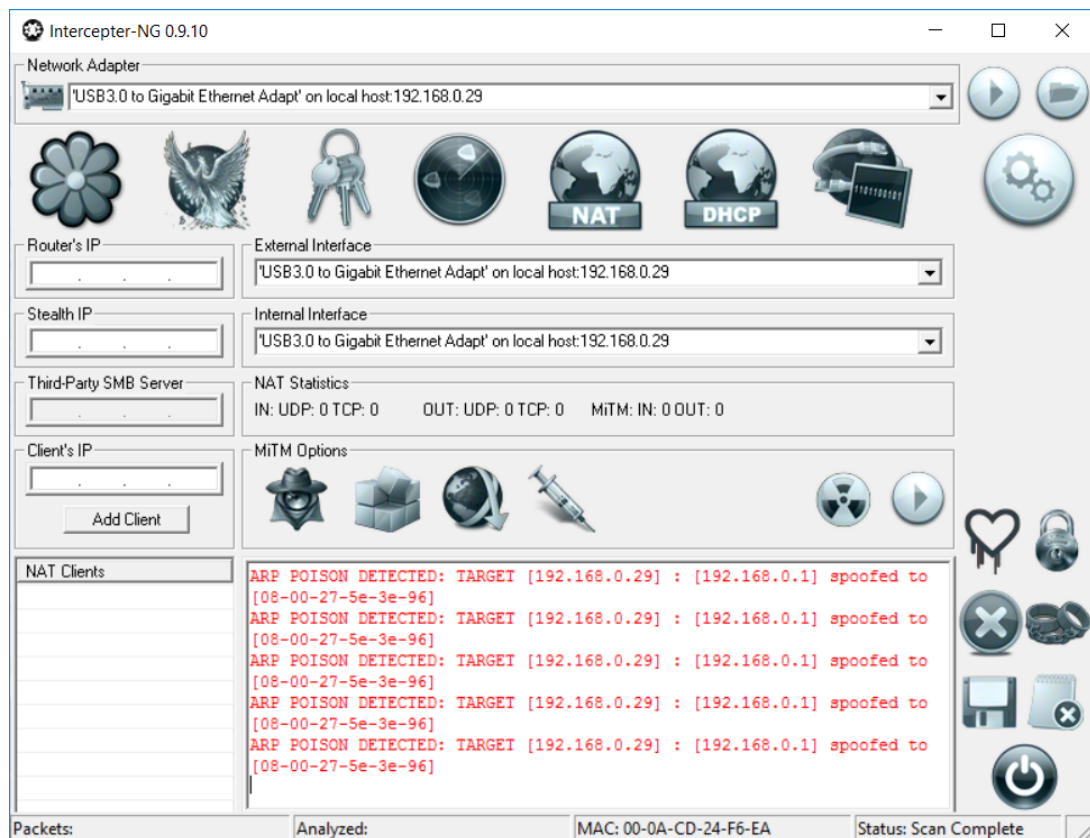 Intercepter-NG 0.9.10
Network Adapter
'USB3.0 to Gigabit Ethernet Adapt' on local host:192.168.0.29
NAT
DHCP
1101100101
Router's IP
. . .
External Interface
'USB3.0 to Gigabit Ethernet Adapt' on local host:192.168.0.29
Stealth IP
. . .
Internal Interface
'USB3.0 to Gigabit Ethernet Adapt' on local host:192.168.0.29
Third-Party SMB Server
. . .
NAT Statistics
IN: UDP: 0 TCP: 0 OUT: UDP: 0 TCP: 0 MiTM: IN: 0 OUT: 0
Client's IP
. . .
Add Client
MiTM Options
NAT Clients
ARP POISON DETECTED: TARGET [192.168.0.29] : [192.168.0.1] spoofed to
[08-00-27-5e-3e-96]
ARP POISON DETECTED: TARGET [192.168.0.29] : [192.168.0.1] spoofed to
[08-00-27-5e-3e-96]
ARP POISON DETECTED: TARGET [192.168.0.29] : [192.168.0.1] spoofed to
[08-00-27-5e-3e-96]
ARP POISON DETECTED: TARGET [192.168.0.29] : [192.168.0.1] spoofed to
[08-00-27-5e-3e-96]
ARP POISON DETECTED: TARGET [192.168.0.29] : [192.168.0.1] spoofed to
[08-00-27-5e-3e-96]
Packets: Analyzed: MAC: 00-0A-CD-24-F6-EA Status: Scan Complete